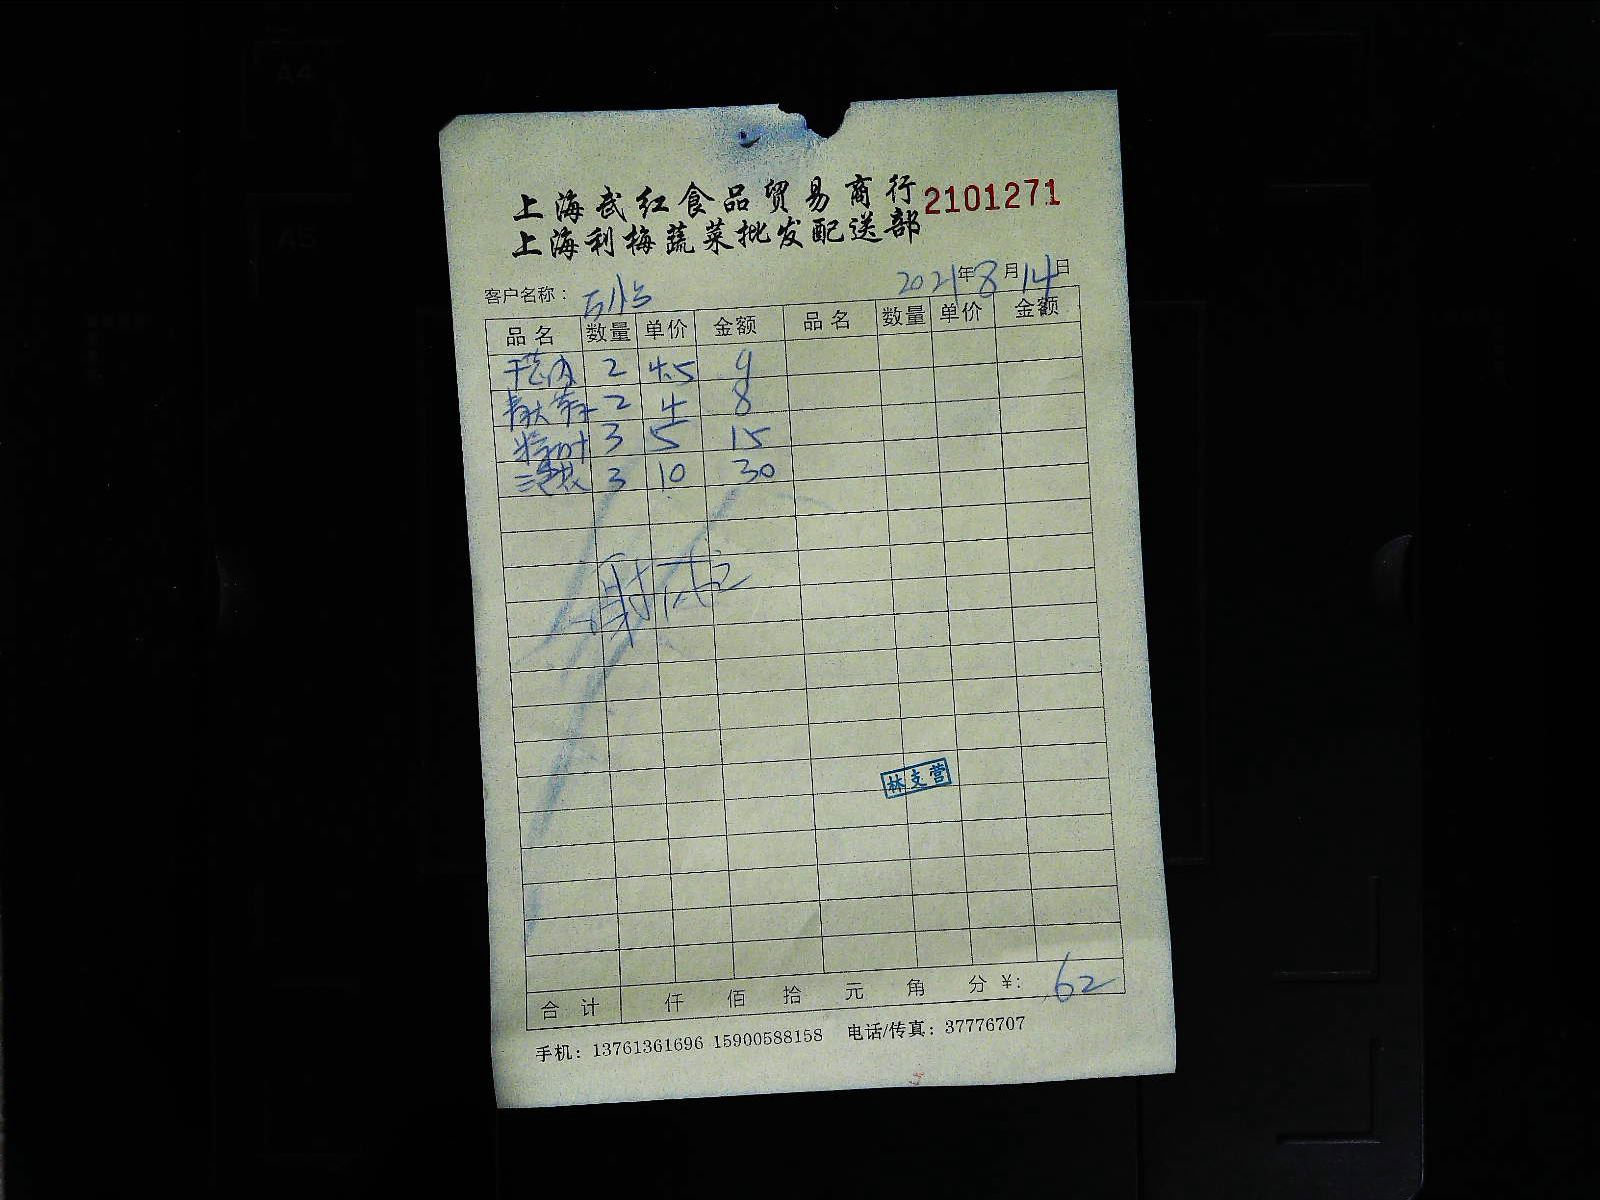 上海武红食品贸易商行 2101271
上海利梅蔬菜批发配送部
客户名称： 2021年8月14日
品名 数量 单价 金额 品名 数量 单价 金额
2 4.5 9
2 4 8
3 5 15
3 10 30
林支营
合计 仟 佰 拾 元 角 分 ¥: 62
手机：13761361696 15900588158 电话/传真：37776707
A4
A5